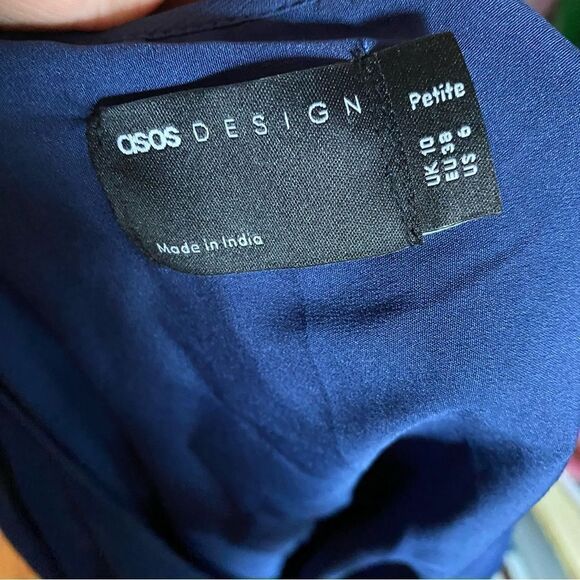 asos DESIGN
Made in India
Petite
UK 10
EU 38
US 6